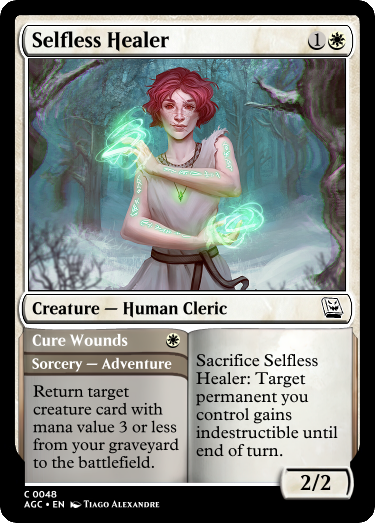 Selfless Healer 1
Creature — Human Cleric
Cure Wounds
Sorcery — Adventure
Return target
creature card with
mana value 3 or less
from your graveyard
to the battlefield.
Sacrifice Selfless
Healer: Target
permanent you
control gains
indestructible until
end of turn.
2/2
C 0048
AGC • EN Tiago Alexandre